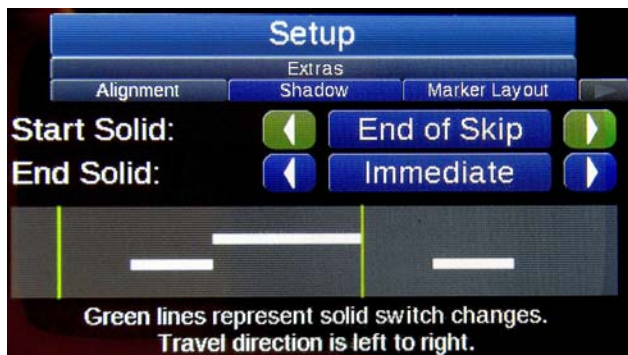 Setup
Extras
Alignment Shadow Marker Layout
Start Solid: End of Skip
End Solid: Immediate
Green lines represent solid switch changes.
Travel direction is left to right.